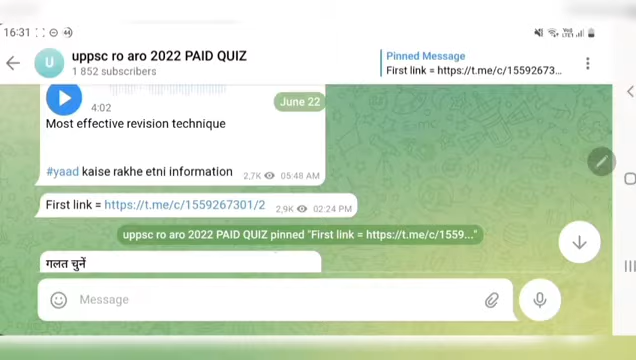 16:31
uppsc ro aro 2022 PAID QUIZ
1 852 subscribers
Pinned Message
First link = https://t.me/c/15592673...
U
4:02
June 22
Most effective revision technique
#yaad kaise rakhe etni information
2,7K 05:48 AM
First link = https://t.me/c/1559267301/2
2,9K 02:24 PM
uppsc ro aro 2022 PAID QUIZ pinned "First link = https://t.me/c/1559..."
गलत चुनें
Message